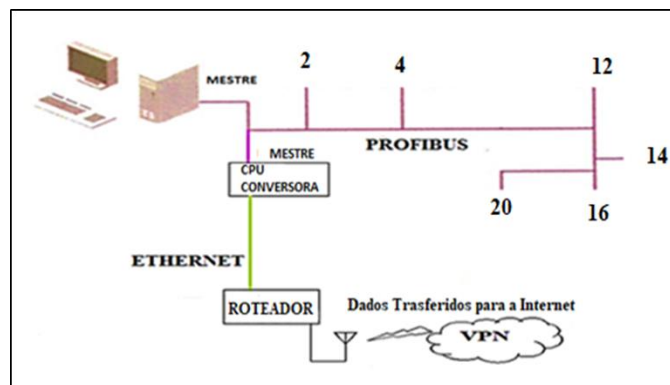 MESTRE
2
4
12
PROFIBUS
14
MESTRE
CPU
CONVERSORA
20
16
ETHERNET
ROTEADOR
Dados Trasferidos para a Internet
VPN